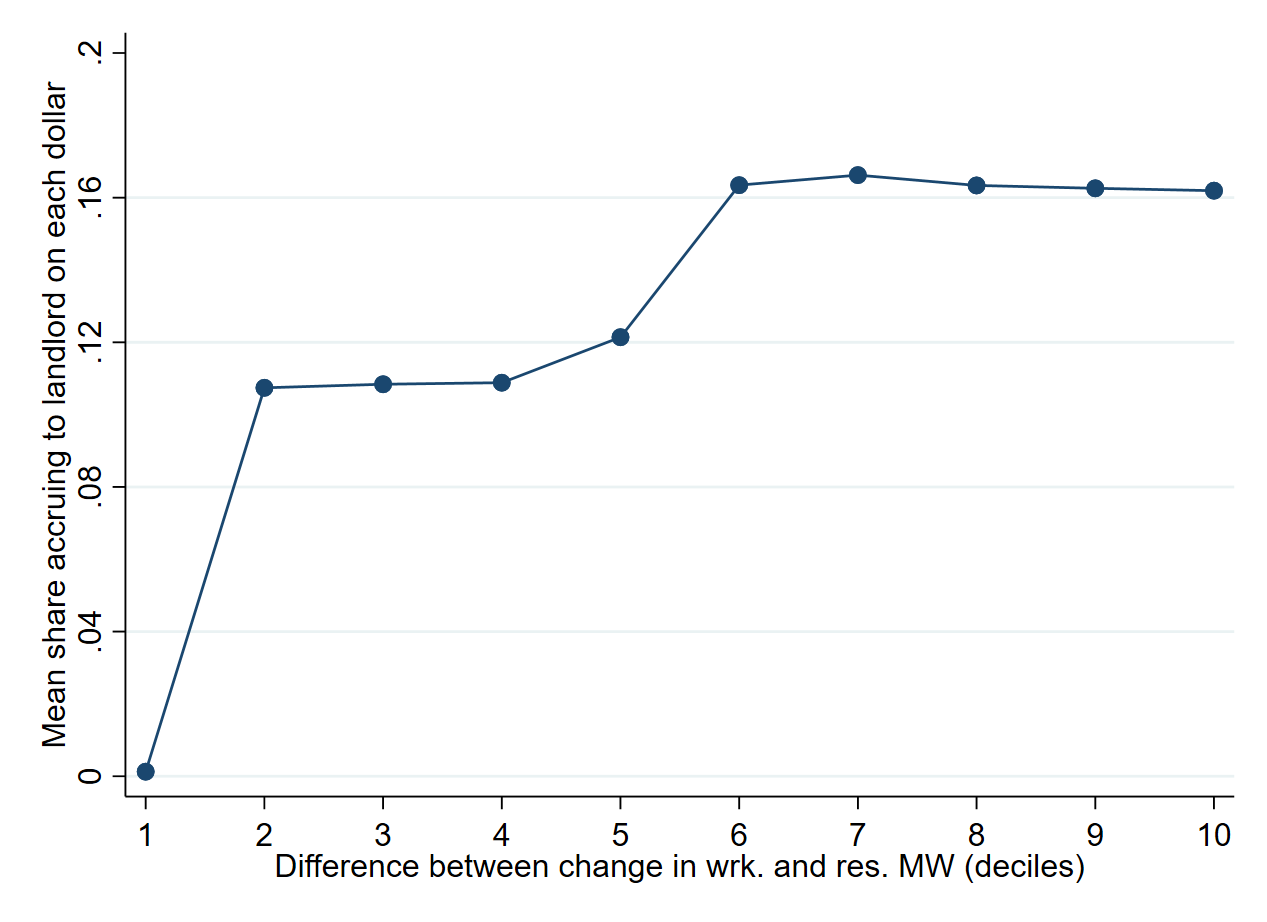 Mean share accruing to landlord on each dollar
.2
.16
.12
.08
.04
0
1 2 3 4 5 6 7 8 9 10
Difference between change in wrk. and res. MW (deciles)